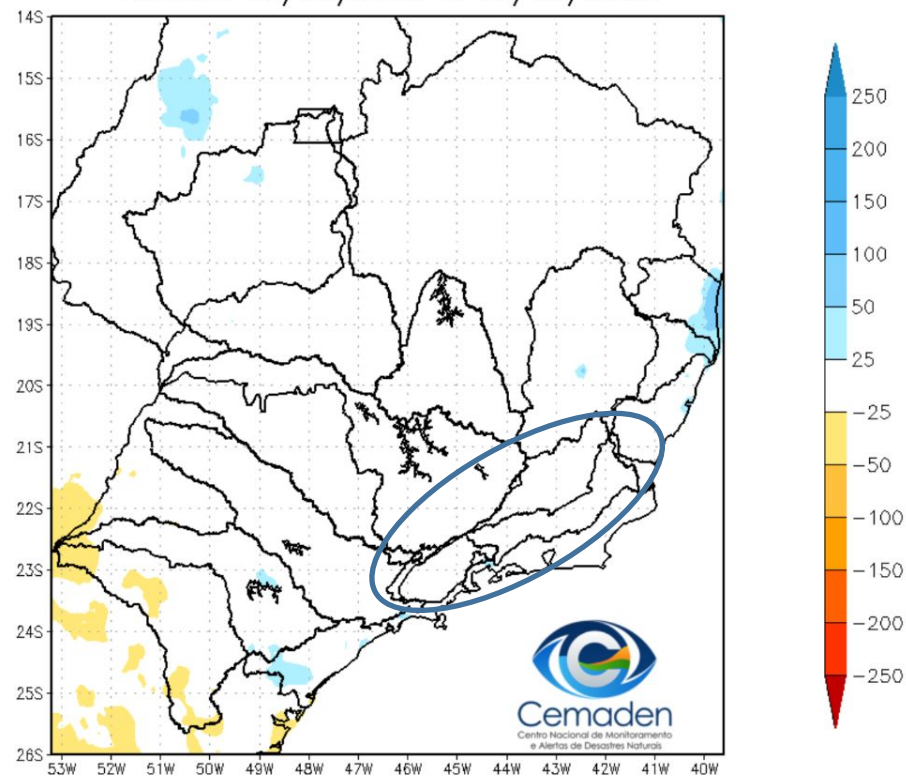 14S
15S
16S
17S
18S
19S
20S
21S
22S
23S
24S
25S
26S
53W 52W 51W 50W 49W 48W 47W 46W 45W 44W 43W 42W 41W 40W
250
200
150
100
50
25
-25
-50
-100
-150
-200
-250
Cemaden
Centro Nacional de Monitoramento
e Alertas de Desastres Naturais